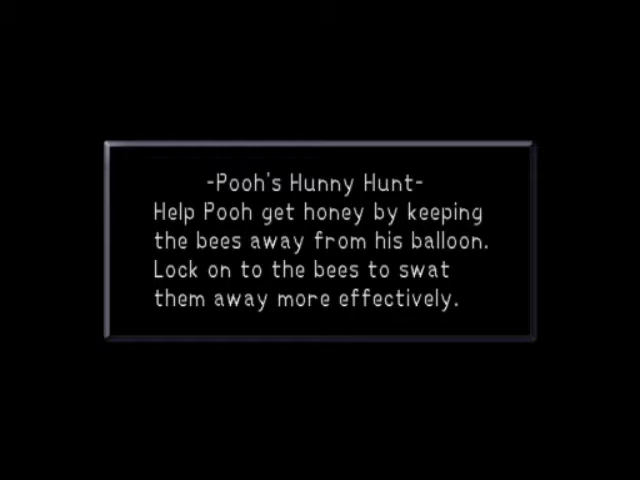 -Pooh's Hunny Hunt-
Help Pooh get honey by keeping
the bees away from his balloon.
Lock on to the bees to swat
them away more effectively.